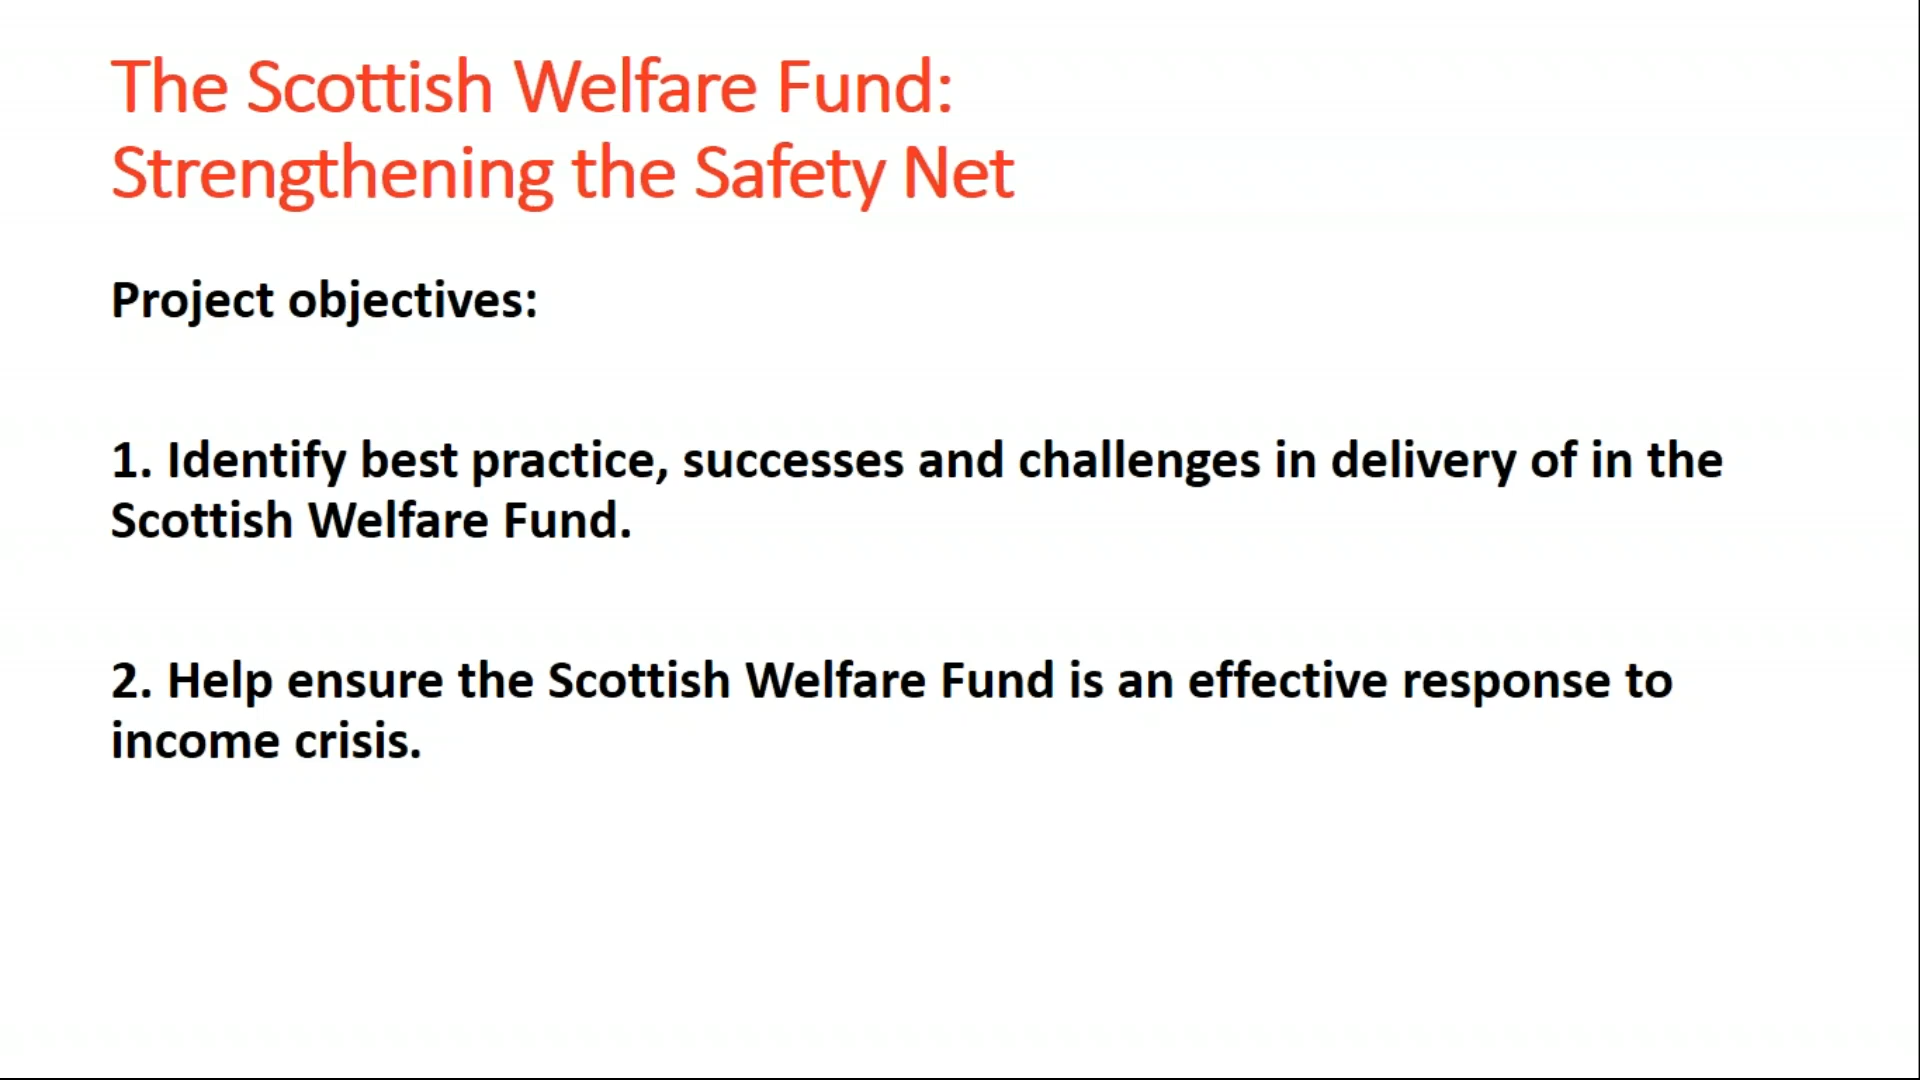 The Scottish Welfare Fund:
Strengthening the Safety Net
Project objectives:
1. Identify best practice, successes and challenges in delivery of in the
Scottish Welfare Fund.
2. Help ensure the Scottish Welfare Fund is an effective response to
income crisis.